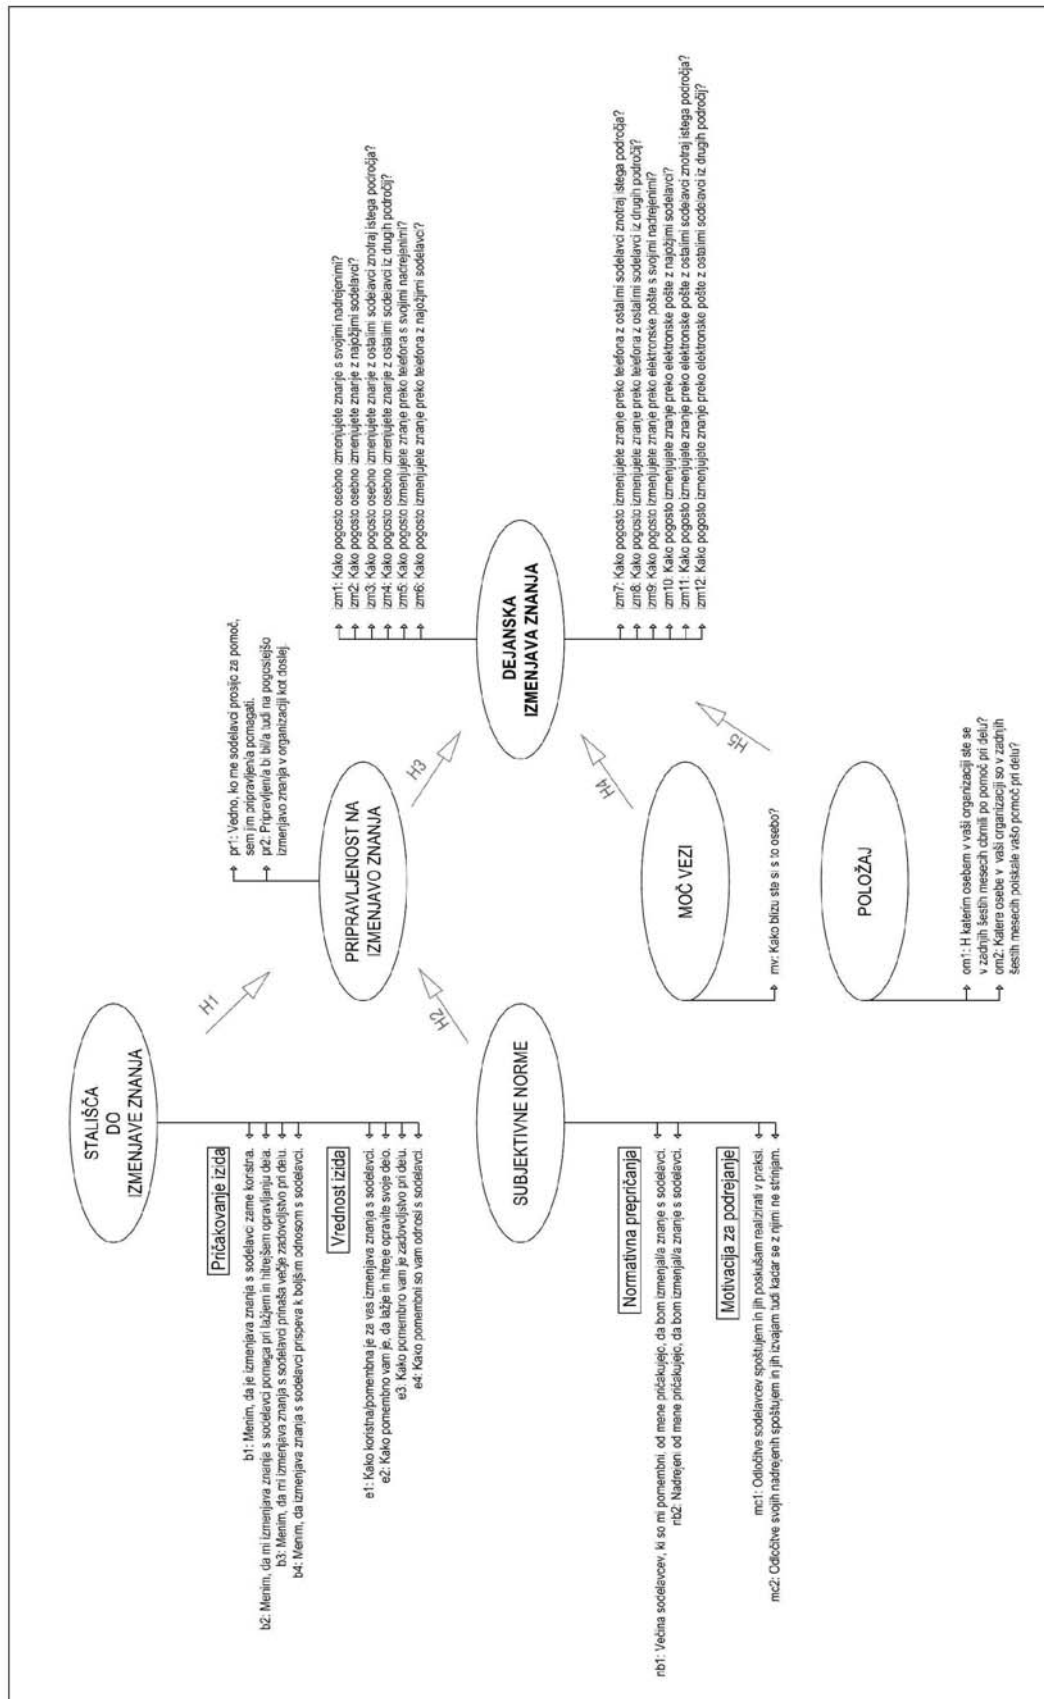 STALIŠČA
DO
IZMENJAVE ZNANJA
Pričakovanje izida
b1: Menim, da je izmenjava znanja s sodelavci zame koristna.
b2: Menim, da mi izmenjava znanja s sodelavci pomaga pri lažjem in hitrejšem opravljanju dela.
b3: Menim, da mi izmenjava znanja s sodelavci prinaša večje zadovoljstvo pri delu.
b4: Menim, da izmenjava znanja s sodelavci prispeva k boljšim odnosom s sodelavci.
Vrednost izida
e1: Kako koristna/pomembna je za vas izmenjava znanja s sodelavci.
e2: Kako pomembno vam je, da lažje in hitreje opravite svoje delo.
e3: Kako pomembno vam je zadovoljstvo pri delu.
e4: Kako pomembni so vam odnosi s sodelavci.
SUBJEKTIVNE NORME
Normativna prepričanja
nb1: Večina sodelavcev, ki so mi pomembni, od mene pričakujejo, da bom izmenjal/a znanje s sodelavci.
nb2: Nadrejeni od mene pričakujejo, da bom izmenjal/a znanje s sodelavci.
Motivacija za podrejanje
mc1: Odločitve sodelavcev spoštujem in jih poskušam realizirati v praksi.
mc2: Odločitve svojih nadrejenih spoštujem in jih izvajam tudi kadar se z njimi ne strinjam.
H1
H2
PRIPRAVLJENOST NA
IZMENJAVO ZNANJA
pr1: Vedno, ko me sodelavci prosijo za pomoč,
sem jim pripravljen/a pomagati.
pr2: Pripravljen/a bi bil/a tudi na pogostejšo
izmenjavo znanja v organizaciji kot doslej.
MOČ VEZI
mv: Kako blizu ste si s to osebo?
POLOŽAJ
om1: H katerim osebam v vaši organizaciji ste se
v zadnjih šestih mesecih obrnili po pomoč pri delu?
om2: Katere osebe v vaši organizaciji so v zadnjih
šestih mesecih poiskale vašo pomoč pri delu?
H3
H4
H5
DEJANSKA
IZMENJAVA ZNANJA
izm1: Kako pogosto osebno izmenjujete znanje s svojimi nadrejenimi?
izm2: Kako pogosto osebno izmenjujete znanje z najožjimi sodelavci?
izm3: Kako pogosto osebno izmenjujete znanje z ostalimi sodelavci znotraj istega področja?
izm4: Kako pogosto osebno izmenjujete znanje z ostalimi sodelavci iz drugih področij?
izm5: Kako pogosto izmenjujete znanje preko telefona s svojimi nadrejenimi?
izm6: Kako pogosto izmenjujete znanje preko telefona z najožjimi sodelavci?
izm7: Kako pogosto izmenjujete znanje preko telefona z ostalimi sodelavci znotraj istega področja?
izm8: Kako pogosto izmenjujete znanje preko telefona z ostalimi sodelavci iz drugih področij?
izm9: Kako pogosto izmenjujete znanje preko elektronske pošte s svojimi nadrejenimi?
izm10: Kako pogosto izmenjujete znanje preko elektronske pošte z najožjimi sodelavci?
izm11: Kako pogosto izmenjujete znanje preko elektronske pošte z ostalimi sodelavci znotraj istega področja?
izm12: Kako pogosto izmenjujete znanje preko elektronske pošte z ostalimi sodelavci iz drugih področij?